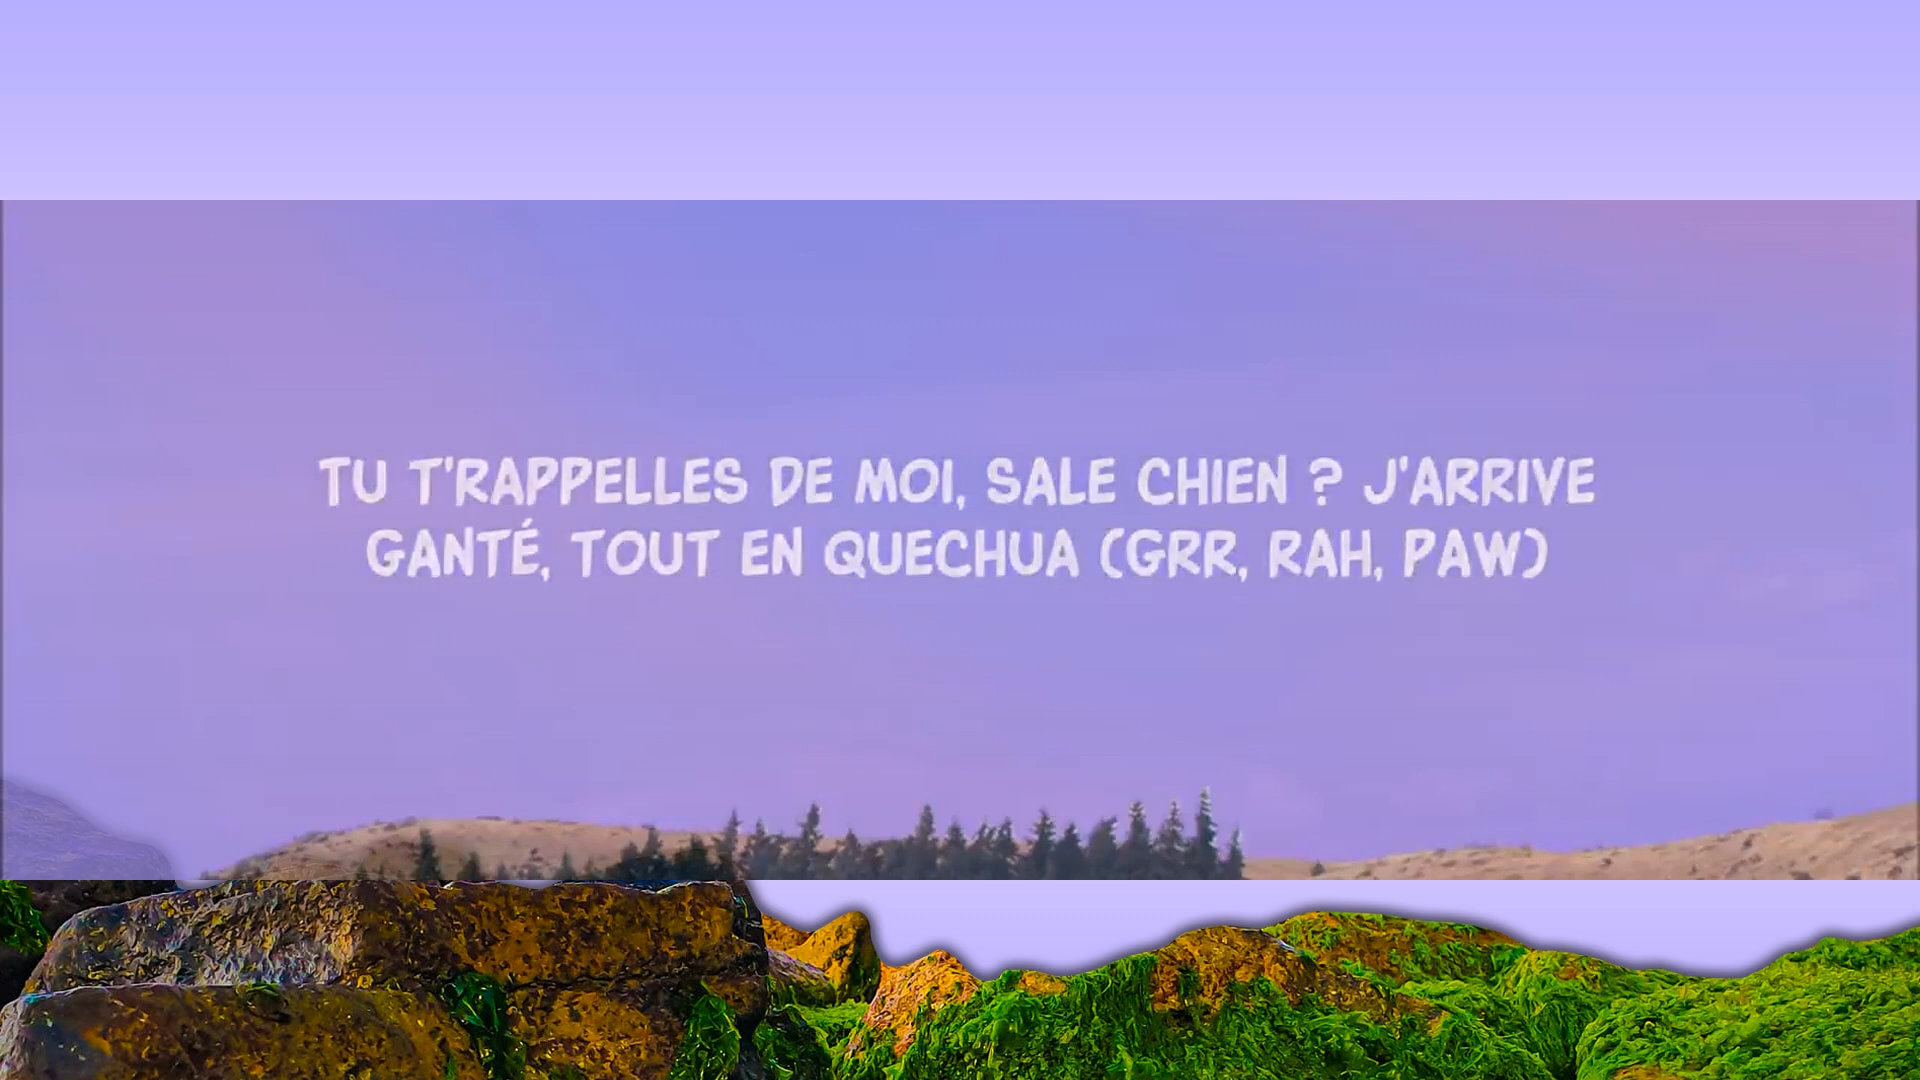 TU T'RAPPELLES DE MOI, SALE CHIEN ? J'ARRIVE
GANTÉ, TOUT EN QUECHUA (GRR, RAH, PAW)